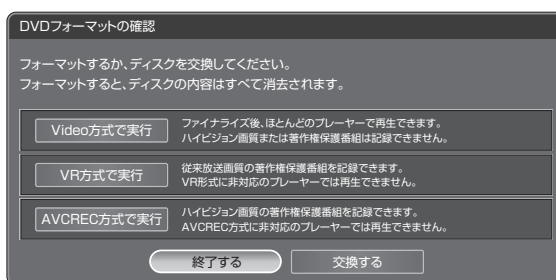 DVDフォーマットの確認
フォーマットするか、ディスクを交換してください。
フォーマットすると、ディスクの内容はすべて消去されます。
Video方式で実行
ファイナライズ後、ほとんどのプレーヤーで再生できます。
ハイビジョン画質または著作権保護番組は記録できません。
VR方式で実行
従来放送画質の著作権保護番組を記録できます。
VR形式に非対応のプレーヤーでは再生できません。
AVCREC方式で実行
ハイビジョン画質の著作権保護番組を記録できます。
AVCREC方式に非対応のプレーヤーでは再生できません。
終了する
交換する